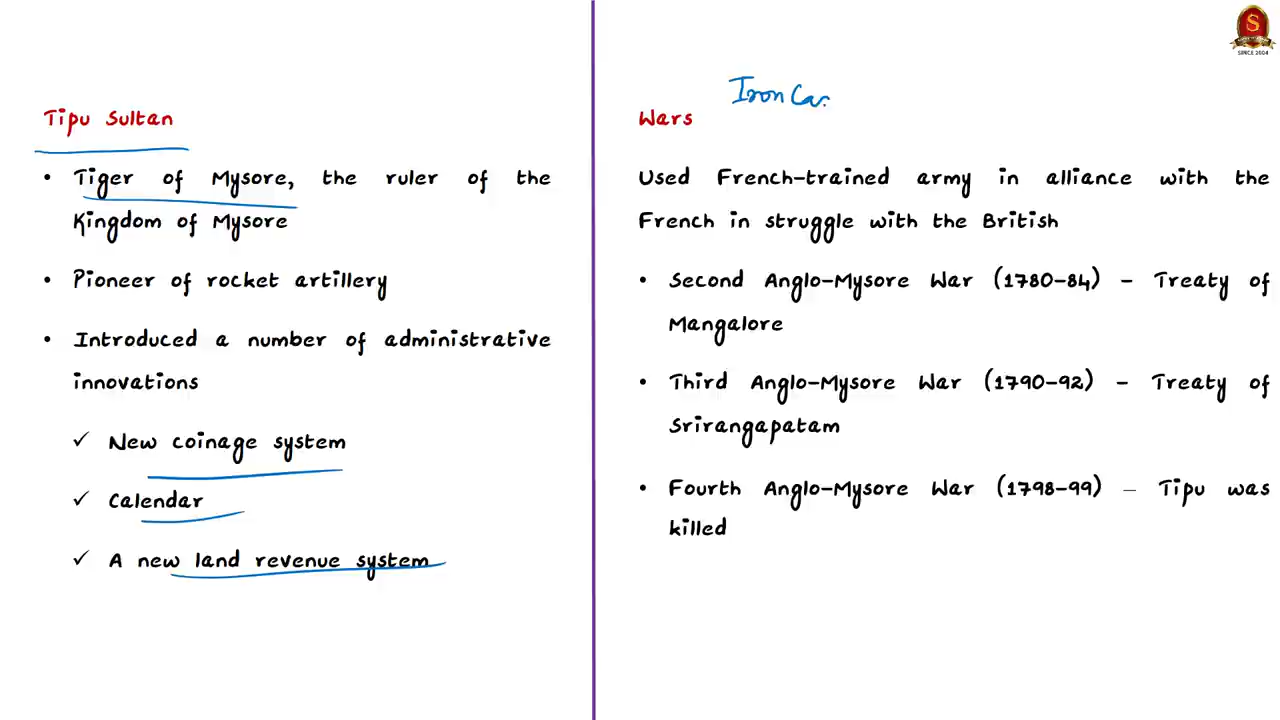 Tipu Sultan
• Tiger of Mysore, the ruler of the
Kingdom of Mysore
• Pioneer of rocket artillery
• Introduced a number of administrative
innovations
✓ New coinage system
✓ Calendar
✓ A new land revenue system
Iron Cas
Wars
Used French-trained army in alliance with the
French in struggle with the British
• Second Anglo-Mysore War (1780-84) - Treaty of
Mangalore
• Third Anglo-Mysore War (1790-92) - Treaty of
Srirangapatam
• Fourth Anglo-Mysore War (1798-99) – Tipu was
killed
S
SINCE 2004